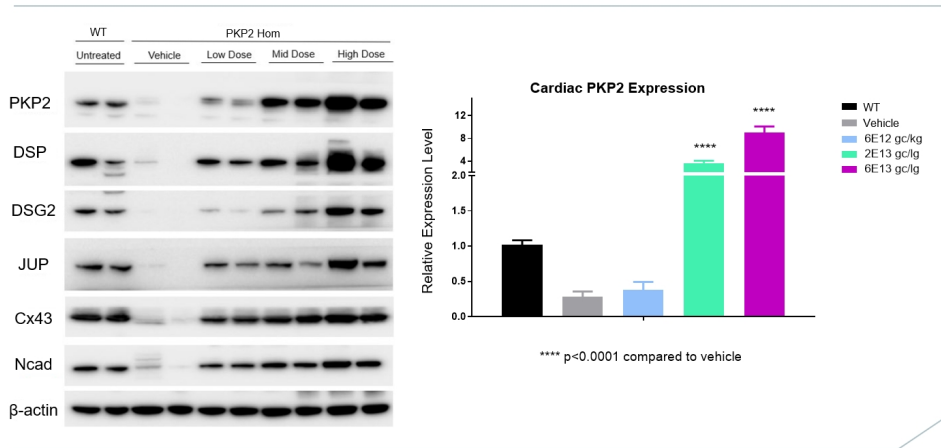 WT
PKP2 Hom
Untreated
Vehicle
Low Dose
Mid Dose
High Dose
PKP2
DSP
DSG2
JUP
Cx43
Ncad
β-actin
Cardiac PKP2 Expression
Relative Expression Level
12
8
4
2.0
1.5
1.0
0.5
0.0
****
****
WT
Vehicle
6E12 gc/kg
2E13 gc/lg
6E13 gc/lg
**** p<0.0001 compared to vehicle